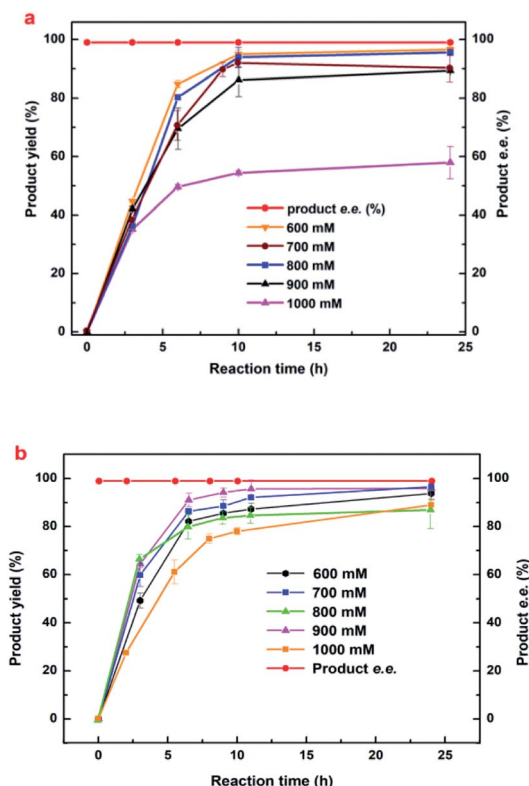 a
100
80
60
40
20
0
Product yield (%)
100
80
60
40
20
0
Product e.e. (%)
product e.e. (%)
600 mM
700 mM
800 mM
900 mM
1000 mM
0 5 10 15 20 25
Reaction time (h)
b
100
80
60
40
20
0
Product yield (%)
100
80
60
40
20
0
Product e.e. (%)
600 mM
700 mM
800 mM
900 mM
1000 mM
Product e.e.
0 5 10 15 20 25
Reaction time (h)